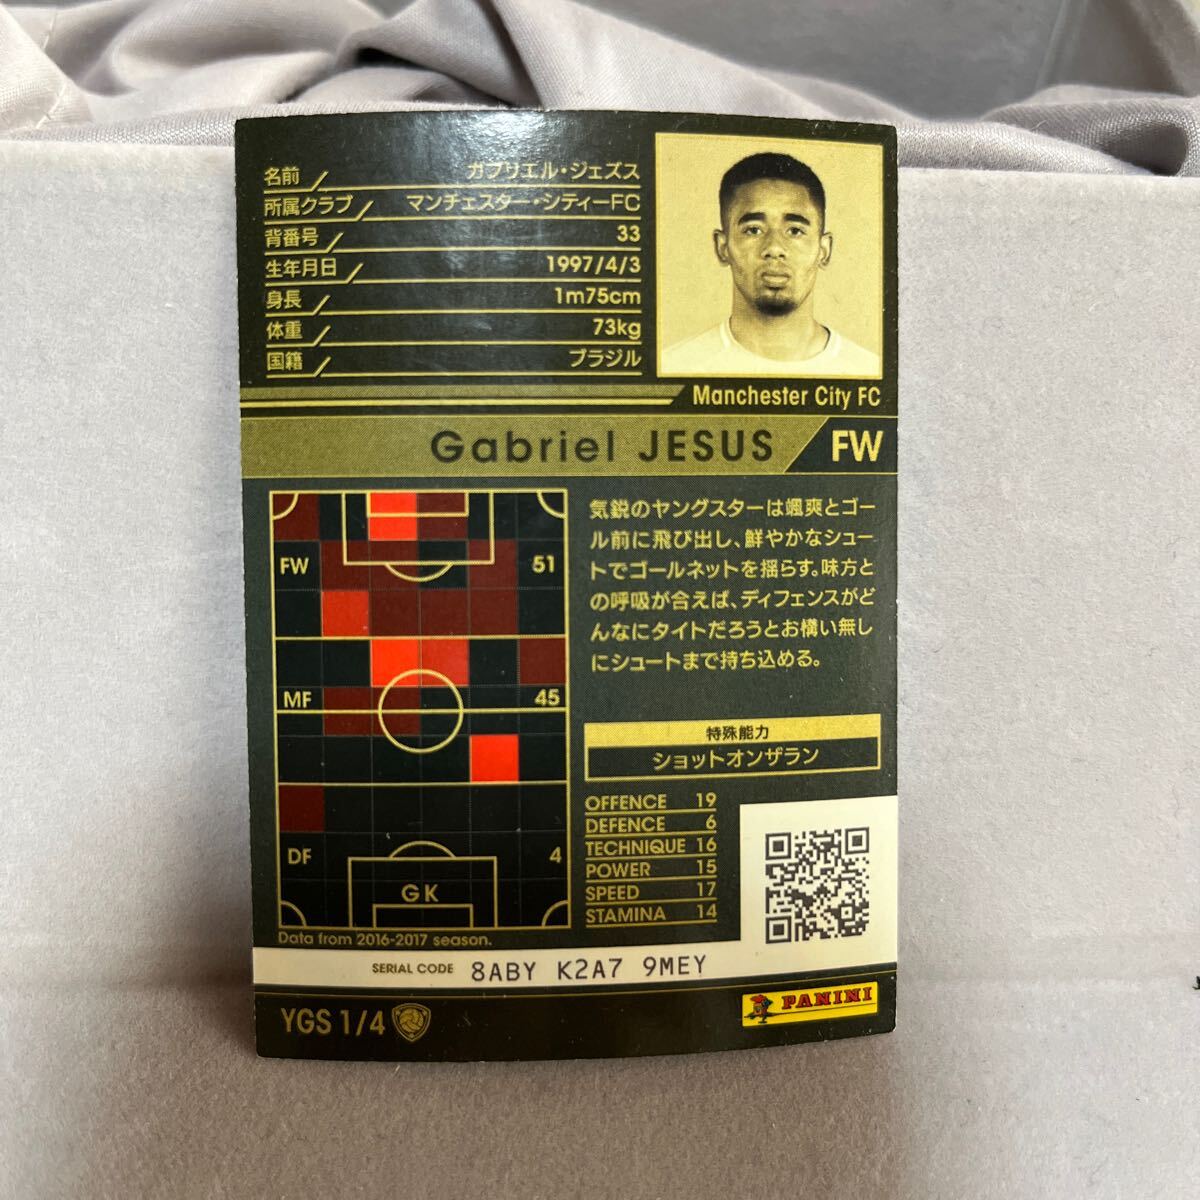 名前 ガブリエル・ジェズス
所属クラブ マンチェスター・シティーFC
背番号 33
生年月日 1997/4/3
身長 1m75cm
体重 73kg
国籍 ブラジル
Manchester City FC
Gabriel JESUS FW
FW 51
MF 45
DF 4
GK
Data from 2016-2017 season.
気鋭のヤングスターは颯爽とゴー
ル前に飛び出し、鮮やかなシュー
トでゴールネットを揺らす。味方と
の呼吸が合えば、ディフェンスがど
んなにタイトだろうとお構い無し
にシュートまで持ち込める。
特殊能力
ショットオンザラン
OFFENCE 19
DEFENCE 6
TECHNIQUE 16
POWER 15
SPEED 17
STAMINA 14
SERIAL CODE 8ABY K2A7 9MEY
YGS 1/4
PANINI